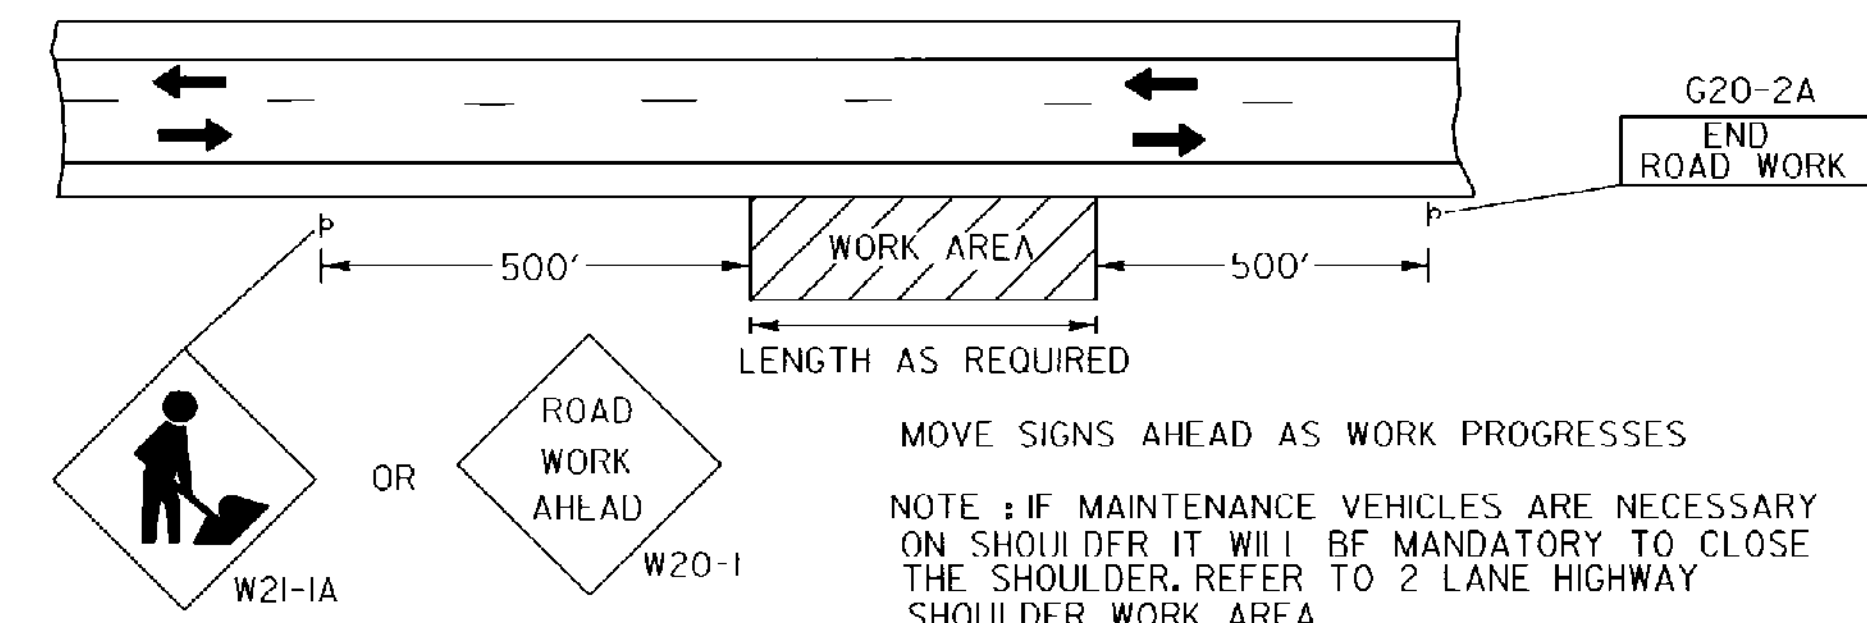 G20-2A
END
ROAD WORK
500'
WORK AREA
500'
LENGTH AS REQUIRED
ROAD
WORK
AHEAD
OR
W21-1A
W20-1
MOVE SIGNS AHEAD AS WORK PROGRESSES
NOTE : IF MAINTENANCE VEHICLES ARE NECESSARY
ON SHOULDER IT WILL BE MANDATORY TO CLOSE
THE SHOULDER. REFER TO 2 LANE HIGHWAY
SHOULDER WORK AREA